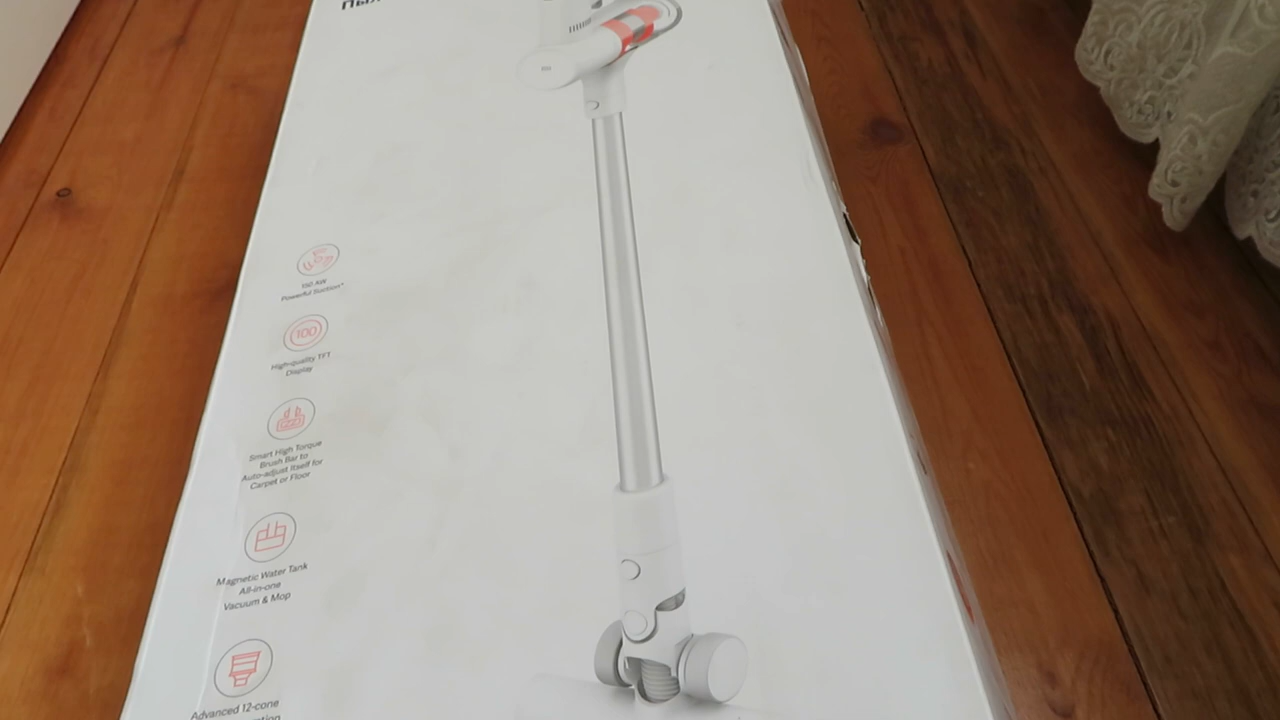 150 AW
Powerful Suction*
100
High-quality TFT
Display
Smart High Torque
Brush Bar to
Auto-adjust Itself for
Carpet or Floor
Magnetic Water Tank
All-in-one
Vacuum & Mop
Advanced 12-cone